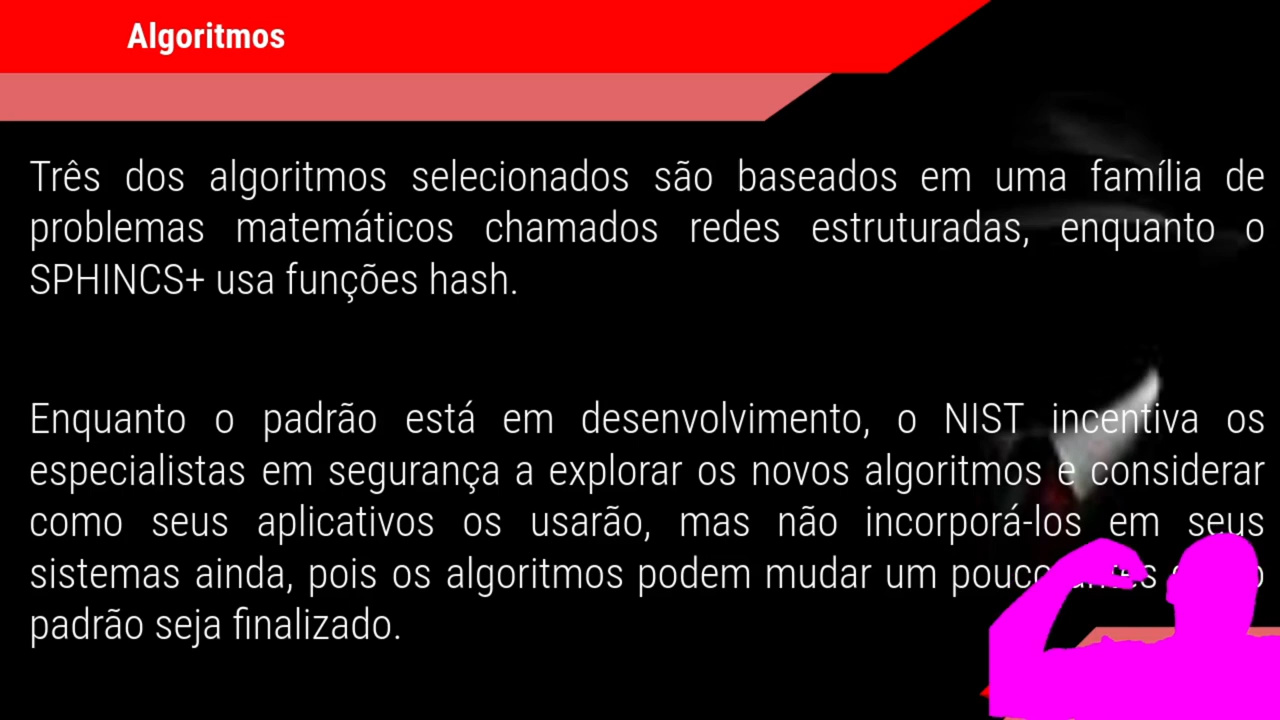 Algoritmos
Três dos algoritmos selecionados são baseados em uma família de
problemas matemáticos chamados redes estruturadas, enquanto o
SPHINCS+ usa funções hash.
Enquanto o padrão está em desenvolvimento, o NIST incentiva os
especialistas em segurança a explorar os novos algoritmos e considerar
como seus aplicativos os usarão, mas não incorporá-los em seus
sistemas ainda, pois os algoritmos podem mudar um pouco
padrão seja finalizado.